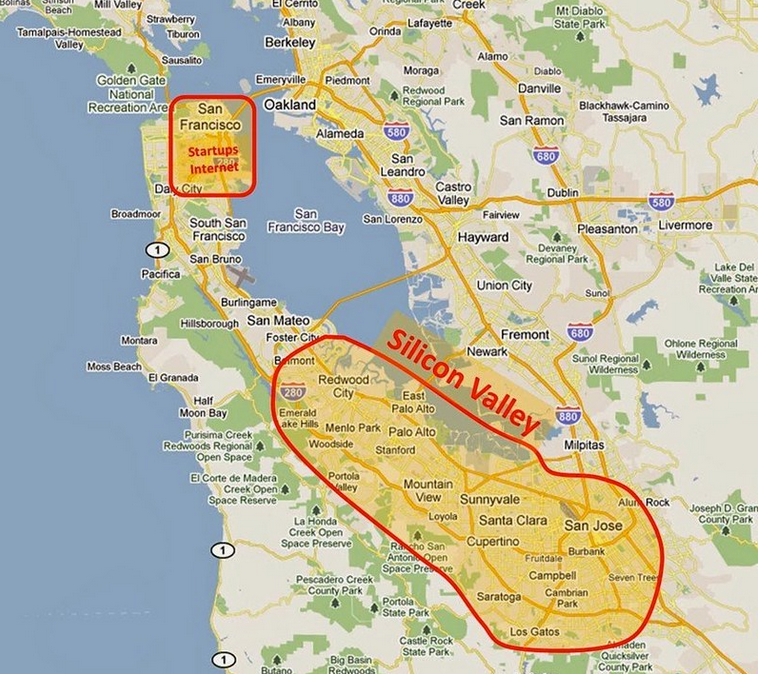 Bolinas
Stinson
Beach
Mill Valley
Strawberry
Tamalpais-Homestead
Valley
Tiburon
Sausalito
El Cerrito
Albany
Berkeley
Regional Park
Creek
Lafayette
Orinda
Mt Diablo
State Park
Alamo
Golden Gate
National
Recreation Are
Emeryville
Piedmont
Moraga
Diablo
Danville
Oakland
Redwood
Regional Park
Blackhawk-Camino
Tassajara
San Ramon
San
Francisco
Startups
280
Internet
Alameda
580
680
San
Leandro
Daly City
880
Castro
Valley
Dublin
580
Broadmoor
South San
Francisco
San
Francisco Bay
San Lorenzo
Fairview
Pleasanton
Livermore
Hayward
1
San Bruno
Devaney
Regional Park
Pacifica
Union City
Sunol
Lake Del
Valle State
Recreation Ar
Burlingame
Hillsborough
San Mateo
Foster City
Fremont
680
Montara
Newark
Sunol Regional
Wilderness
Ohlone Regional
Wilderness
Silicon Valley
Moss Beach
El Granada
Belmont
Redwood
City
280
East
Palo Alto
Half
Moon Bay
Emerald
Lake Hills
880
Menlo Park
Palo Alto
Milpitas
Purisima Creek
Redwoods Regional
Open Space
Woodside
Stanford
El Corte de Madera
Creek Open
Space Reserve
Portola
Valley
Mountain
View
Sunnyvale
Alum Rock
Loyola
Santa Clara
San Jose
Joseph D. Gran
County Park
La Honda
Creek Open
Space Preserve
Cupertino
Rancho San
Antonio Open
Space Preserve
Burbank
Fruitdale
1
Pescadero Creek
County Park
Campbell
Seven Trees
Saratoga
Cambrian
Park
Portola
State Park
Los Gatos
Castle Rock
State Park
Almaden
Quicksilver
County Park
1
Butano
Big Basin
Redwoods